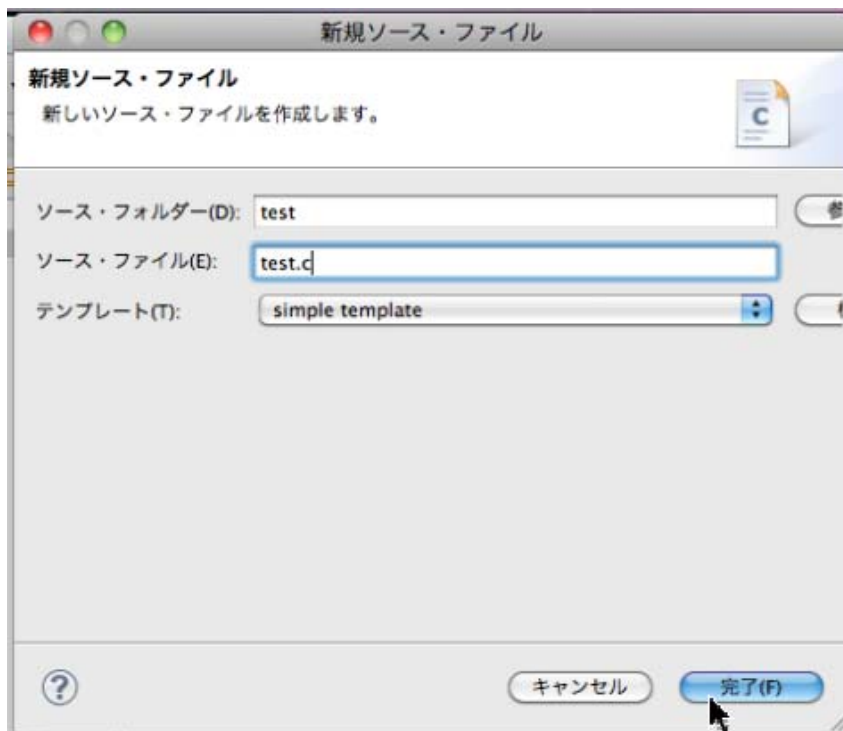 新規ソース・ファイル
新規ソース・ファイル
新しいソース・ファイルを作成します。
C
ソース・フォルダー(D): test
ソース・ファイル(E): test.c
テンプレート(T): simple template
? キャンセル 完了(F)